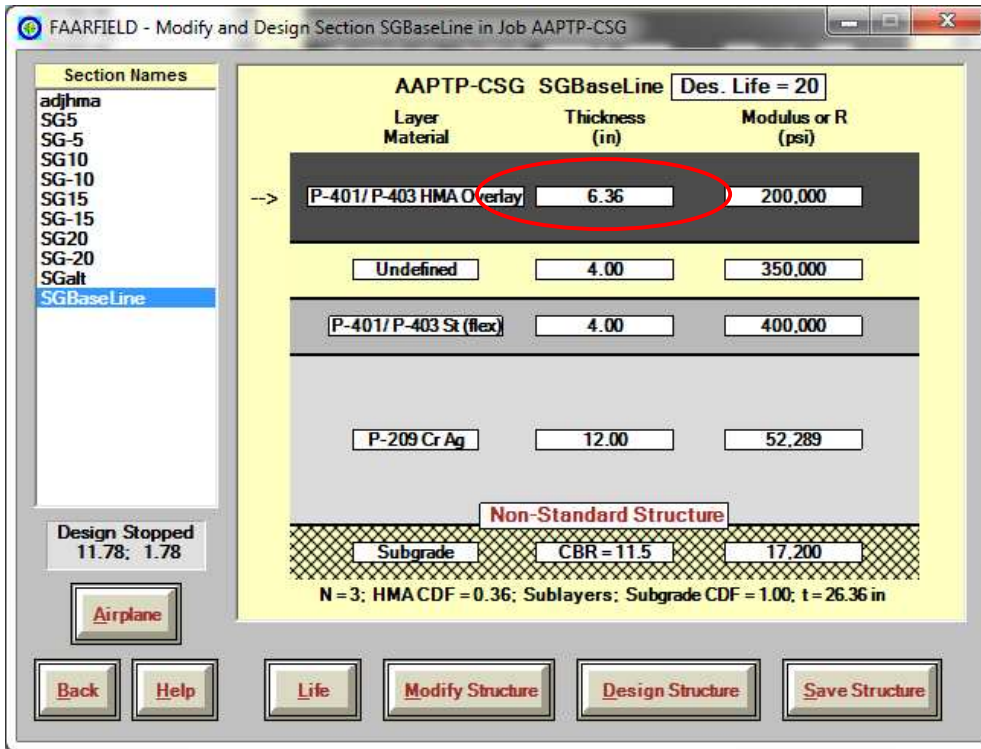 FAARFIELD - Modify and Design Section SGBaseLine in Job AAPTP-CSG
Section Names
adjhma
SG5
SG-5
SG10
SG-10
SG15
SG-15
SG20
SG-20
SGalt
SGBaseLine
Design Stopped
11.78; 1.78
AAPTP-CSG SGBaseLine Des. Life = 20
Layer Material Thickness (in) Modulus or R (psi)
--> P-401/ P-403 HMA Overlay 6.36 200,000
Undefined 4.00 350,000
P-401/ P-403 St (flex) 4.00 400,000
P-209 Cr Ag 12.00 52,289
Non-Standard Structure
Subgrade CBR = 11.5 17,200
N = 3; HMA CDF = 0.36; Sublayers; Subgrade CDF = 1.00; t = 26.36 in
Airplane
Back Help Life Modify Structure Design Structure Save Structure